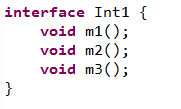 interface Int1 {
    void m1();
    void m2();
    void m3();
}